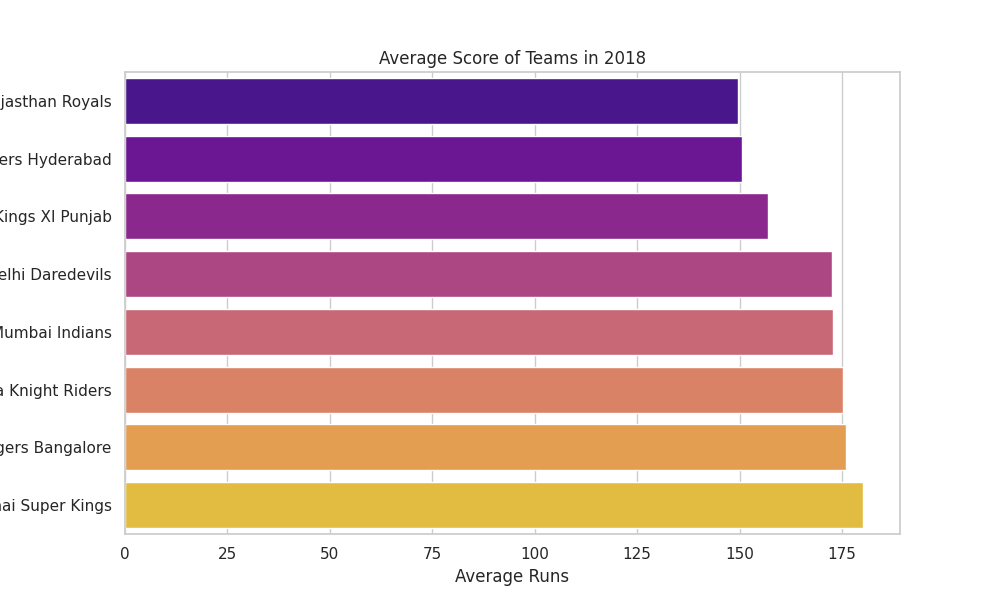 Average Score of Teams in 2018
jasthan Royals
ers Hyderabad
Kings XI Punjab
elhi Daredevils
Mumbai Indians
a Knight Riders
gers Bangalore
ai Super Kings
0 25 50 75 100 125 150 175
Average Runs